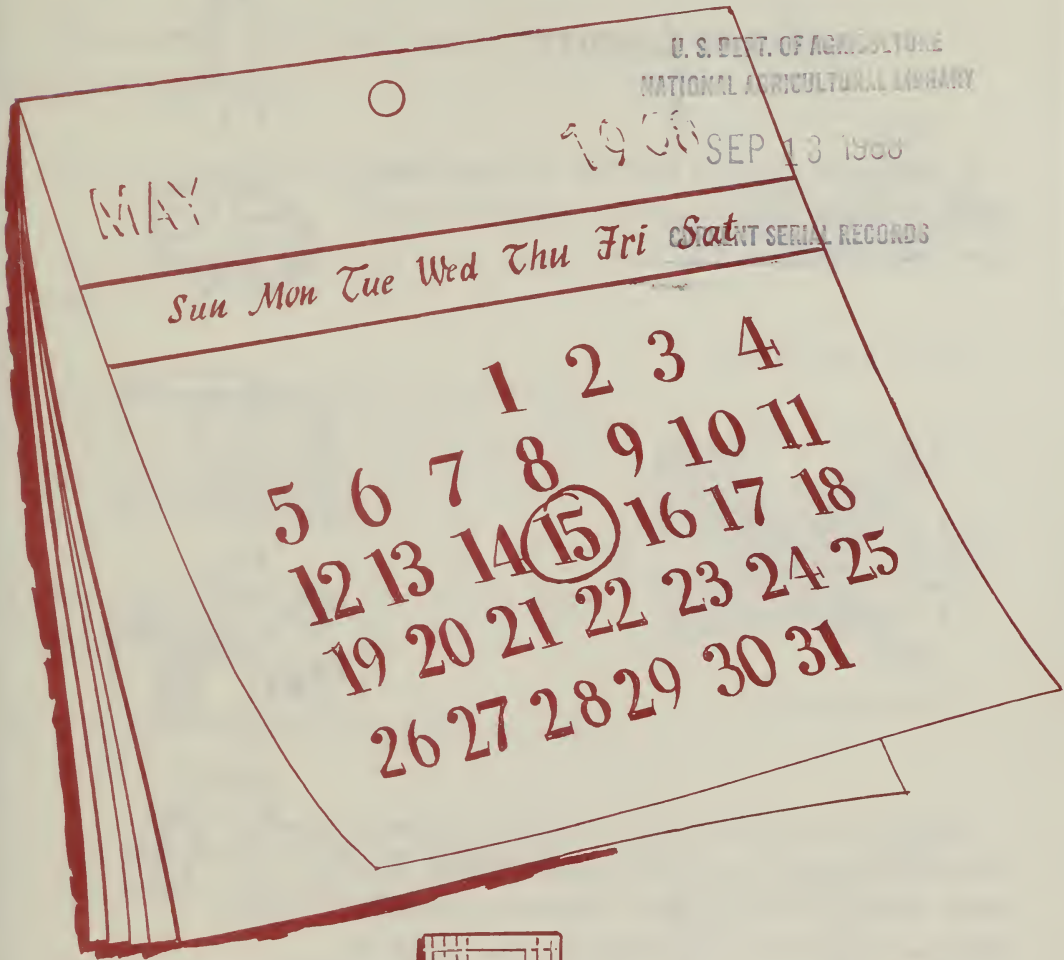 U. S. DEPT. OF AGRICULTURE
NATIONAL AGRICULTURAL LIBRARY
SEP 13
CURRENT SERIAL RECORDS
MAY
Sun Mon Tue Wed Thu Fri Sat
1 2 3 4
5 6 7 8 9 10 11
12 13 14 15 16 17 18
19 20 21 22 23 24 25
26 27 28 29 30 31